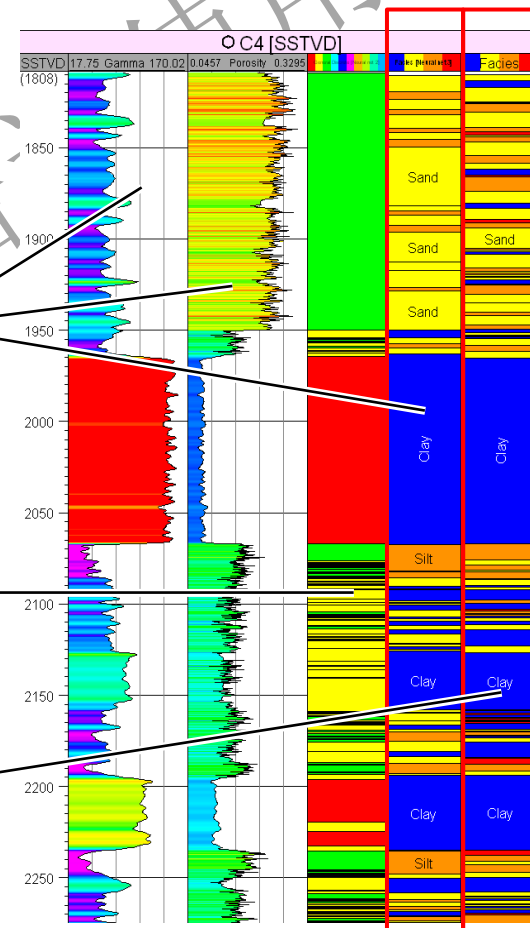 C4 [SSTVD]
SSTVD 17.75 Gamma 170.02 0.0457 Porosity 0.3295 Facies
(1808)
1850
Sand
1900 Sand Sand
Sand
1950
2000
Clay Clay
2050
Silt
2100
2150 Clay Clay
2200
Clay Clay
Silt
2250